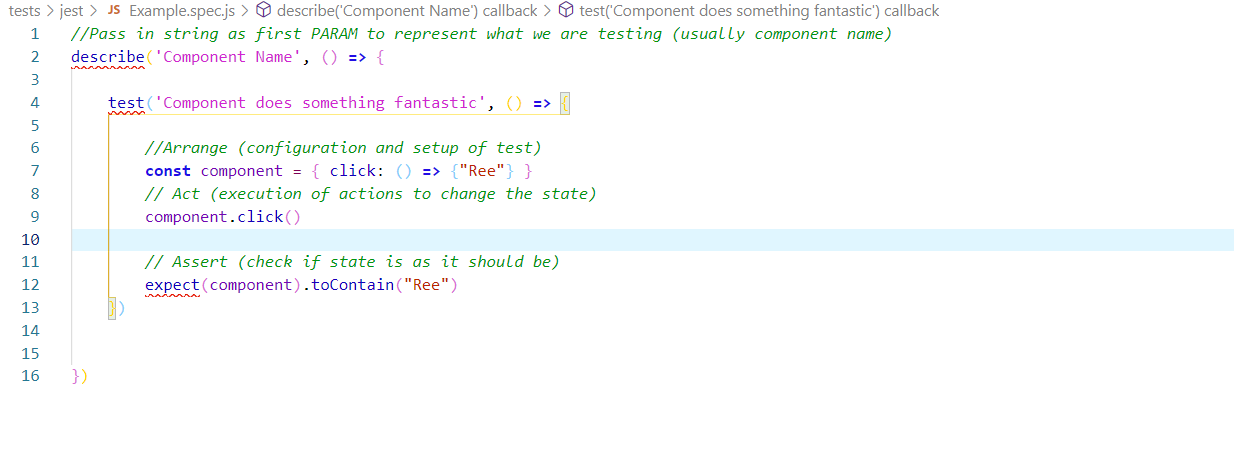 tests > jest > JS Example.spec.js > describe('Component Name') callback > test('Component does something fantastic') callback
1 //Pass in string as first PARAM to represent what we are testing (usually component name)
2 describe('Component Name', () => {
3
4 test('Component does something fantastic', () => {
5
6 //Arrange (configuration and setup of test)
7 const component = { click: () => {"Ree"} }
8 // Act (execution of actions to change the state)
9 component.click()
10
11 // Assert (check if state is as it should be)
12 expect(component).toContain("Ree")
13 })
14
15
16 })